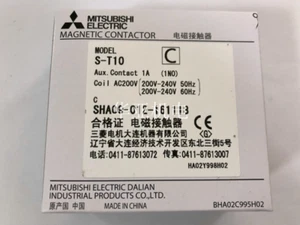 MITSUBISHI
ELECTRIC
MAGNETIC CONTACTOR 电磁接触器
MODEL
S-T10
C
Aux. Contact 1A (1NO)
Coil AC200V 200-240V 50Hz
200-240V 60Hz
C
合格证 电磁接触器
三菱电机大连机器有限公司
辽宁省大连经济技术开发区东北三街5号
电话: 0411-87613072 传真: 0411-87613007
HA02Y998H02
MITSUBISHI ELECTRIC DALIAN
INDUSTRIAL PRODUCTS CO.,LTD.
原产国 中国 MADE IN CHINA BHA02C995H02